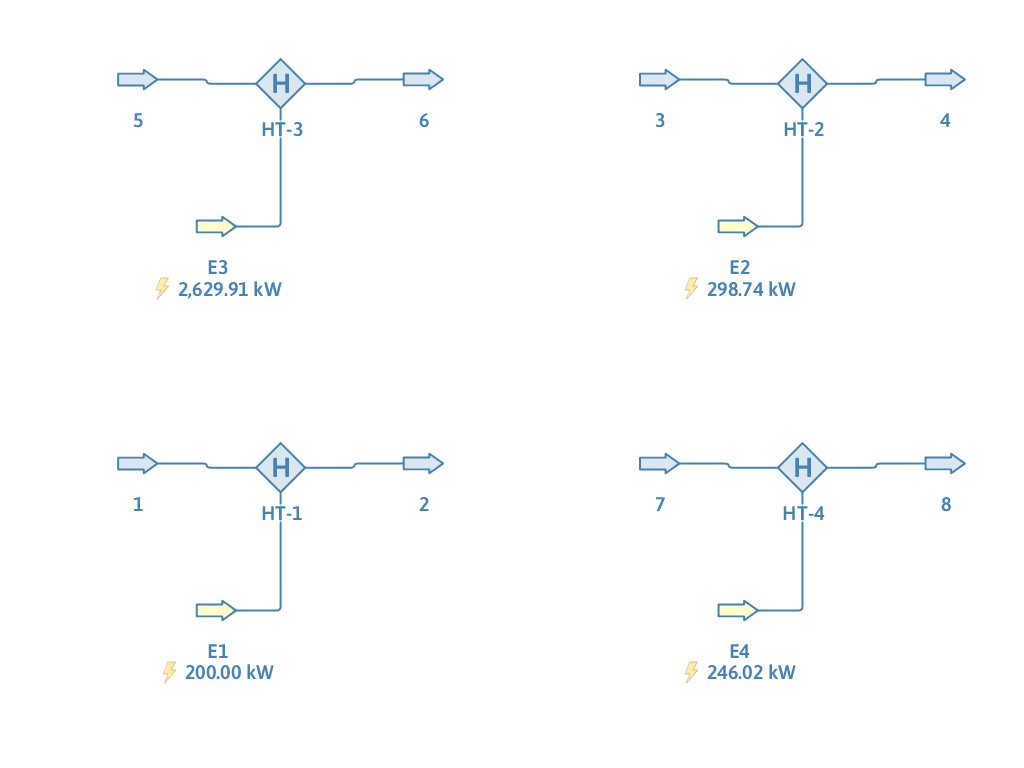 H
H
5
6
HT-3
3
4
HT-2
E3
2,629.91 kW
E2
298.74 kW
H
H
1
2
HT-1
7
8
HT-4
E1
200.00 kW
E4
246.02 kW